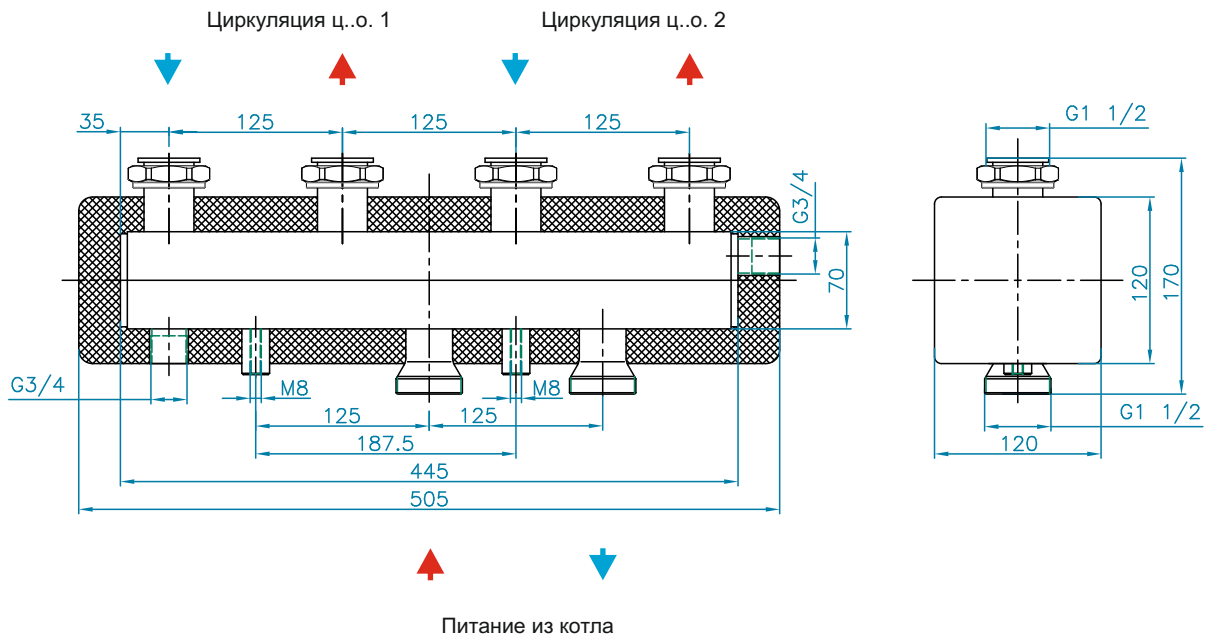 Циркуляция ц..о. 1
Циркуляция ц..о. 2
35
125
125
125
G1 1/2
G3/4
70
120
170
G3/4
M8
M8
125
125
187.5
445
505
G1 1/2
120
Питание из котла